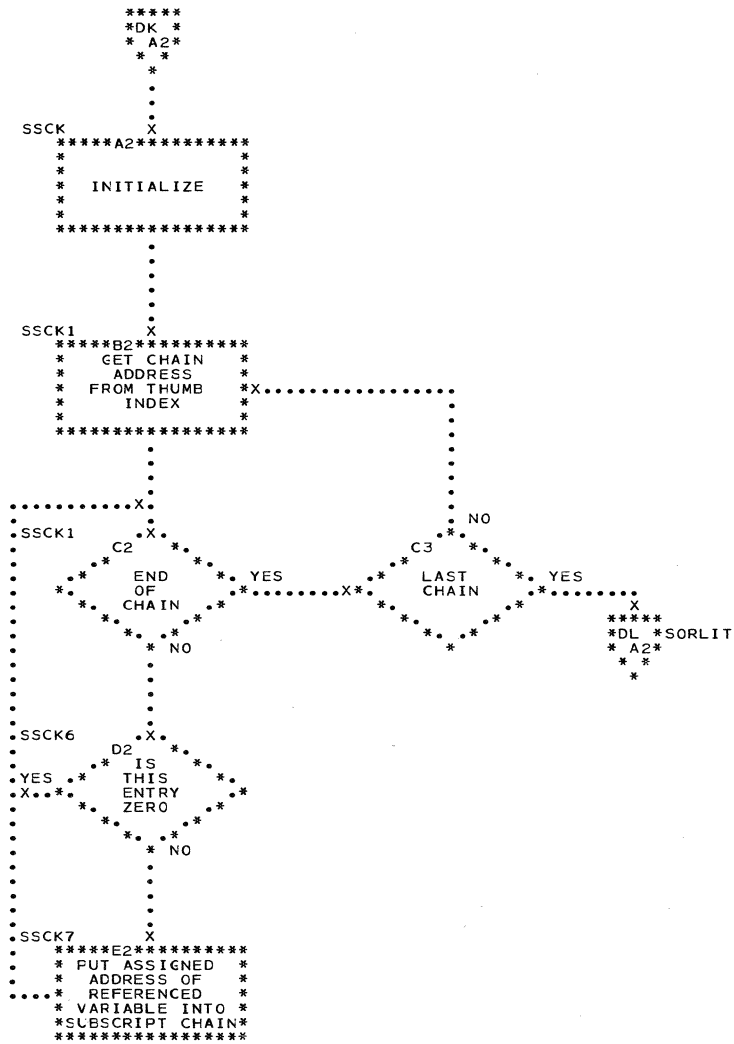 DK
A2
SSCK
A2
INITIALIZE
SSCK1
B2
GET CHAIN
ADDRESS
FROM THUMB
INDEX
X
NO
SSCK1
C2
END
OF
CHAIN
YES
NO
C3
LAST
CHAIN
YES
DL SORLIT
A2
SSCK6
D2
IS
THIS
ENTRY
ZERO
YES
NO
SSCK7
E2
PUT ASSIGNED
ADDRESS OF
REFERENCED
VARIABLE INTO
SUBSCRIPT CHAIN